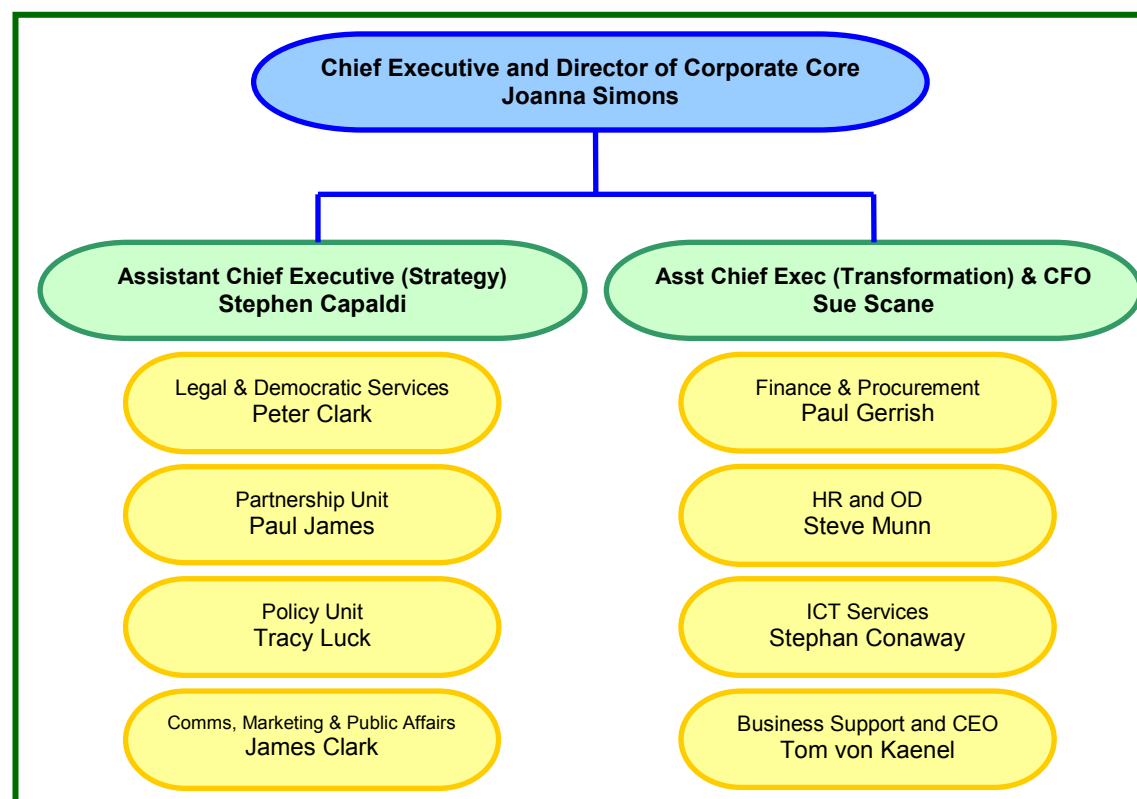 Chief Executive and Director of Corporate Core
Joanna Simons
Assistant Chief Executive (Strategy)
Stephen Capaldi
Asst Chief Exec (Transformation) & CFO
Sue Scane
Legal & Democratic Services
Peter Clark
Finance & Procurement
Paul Gerrish
Partnership Unit
Paul James
HR and OD
Steve Munn
Policy Unit
Tracy Luck
ICT Services
Stephan Conaway
Comms, Marketing & Public Affairs
James Clark
Business Support and CEO
Tom von Kaenel